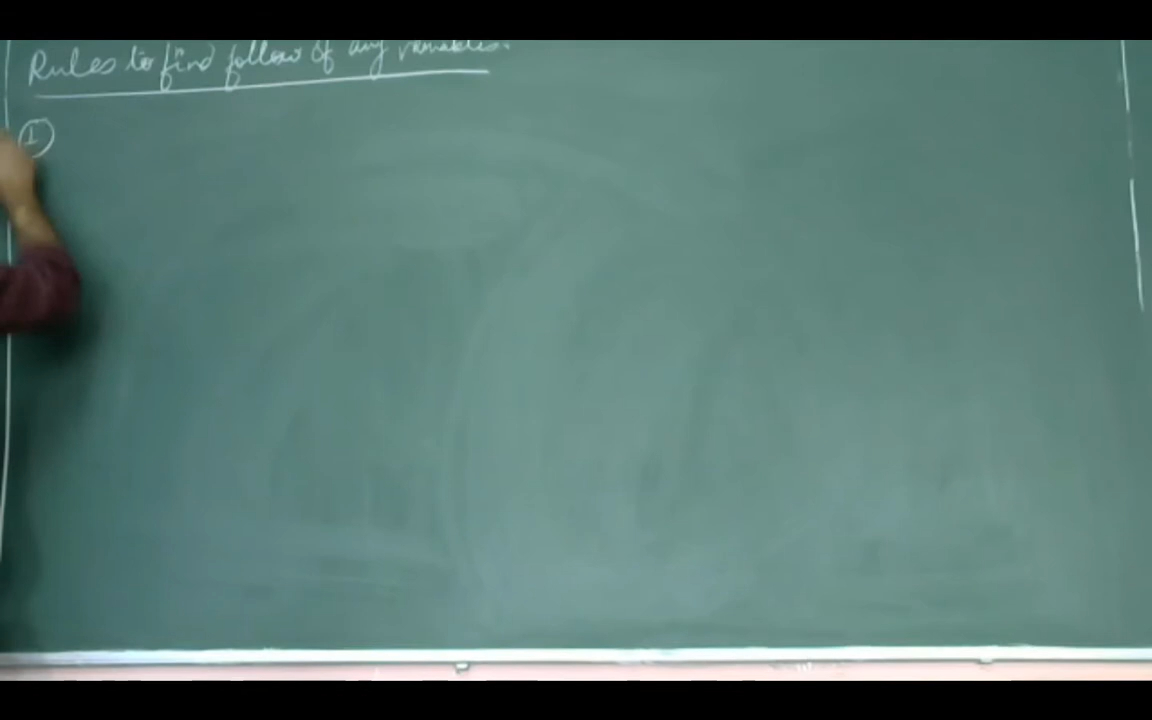 Rules to find follow of any variables.
①